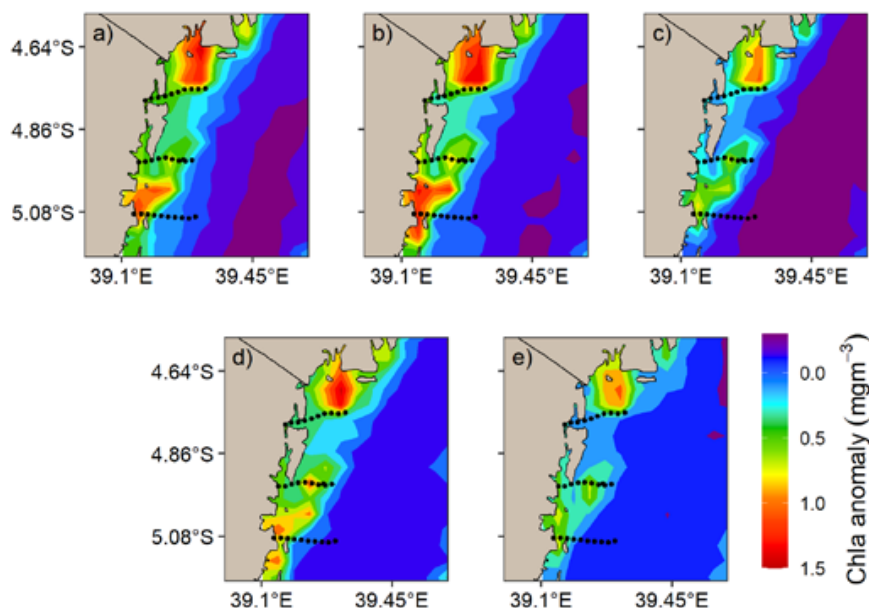 a)
b)
c)
4.64°S
4.86°S
5.08°S
39.1°E 39.45°E 39.1°E 39.45°E 39.1°E 39.45°E
d)
e)
4.64°S
4.86°S
5.08°S
39.1°E 39.45°E 39.1°E 39.45°E
0.0
0.5
1.0
1.5
Chla anomaly (mgm⁻³)